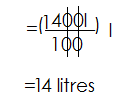 =(1400l/100) l
=14 litres